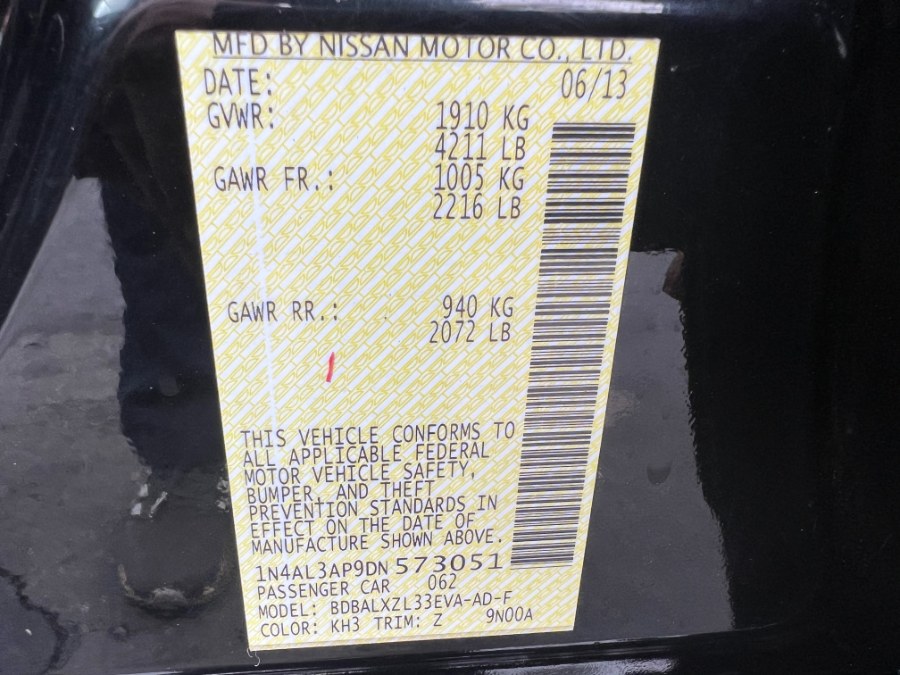 MFD BY NISSAN MOTOR CO., LTD.
DATE: 06/13
GVWR: 1910 KG
4211 LB
GAWR FR.: 1005 KG
2216 LB
GAWR RR.: 940 KG
2072 LB
THIS VEHICLE CONFORMS TO
ALL APPLICABLE FEDERAL
MOTOR VEHICLE SAFETY,
BUMPER, AND THEFT
PREVENTION STANDARDS IN
EFFECT ON THE DATE OF
MANUFACTURE SHOWN ABOVE.
1N4AL3AP9DN 573051
PASSENGER CAR 062
MODEL: BDBALXZL33EVA-AD-F
COLOR: KH3 TRIM: Z 9N00A